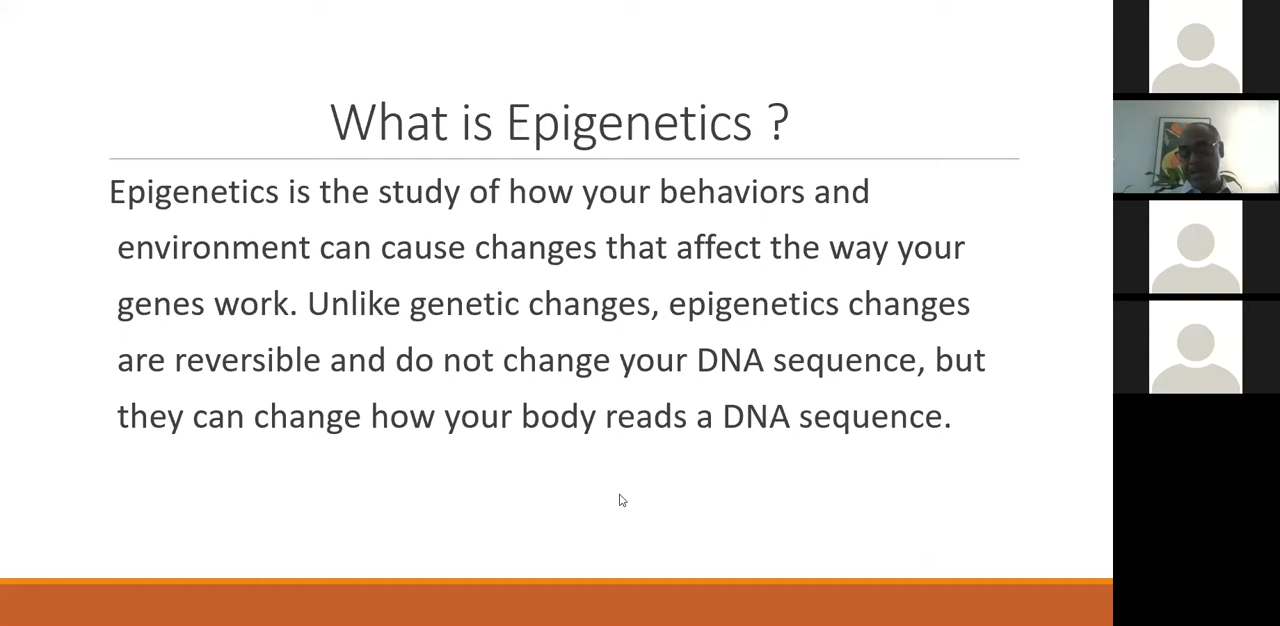 What is Epigenetics ?
Epigenetics is the study of how your behaviors and
environment can cause changes that affect the way your
genes work. Unlike genetic changes, epigenetics changes
are reversible and do not change your DNA sequence, but
they can change how your body reads a DNA sequence.